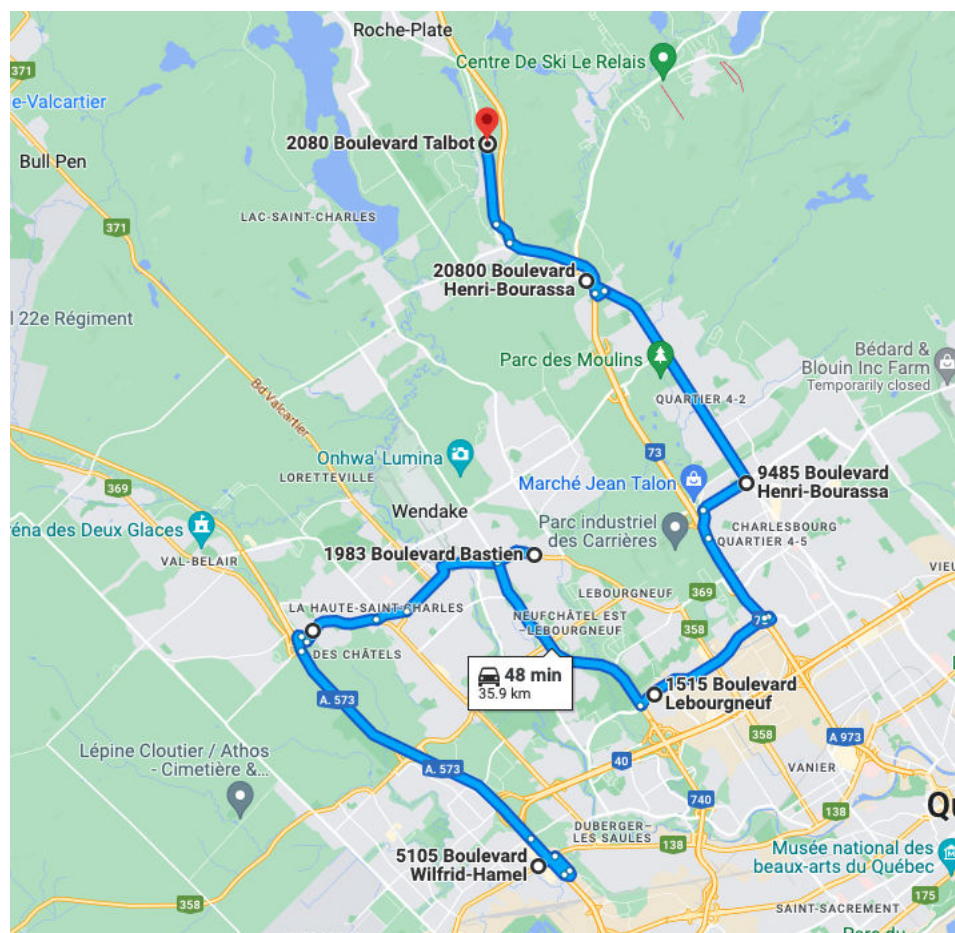 Roche-Plate
Centre De Ski Le Relais
371
e-Valcartier
2080 Boulevard Talbot
Bull Pen
LAC-SAINT-CHARLES
371
20800 Boulevard
Henri-Bourassa
l 22e Régiment
Parc des Moulins
Bédard &
Blouin Inc Farm
Temporarily closed
Bd Valcartier
QUARTIER 4-2
73
Onhwa' Lumina
LORETTEVILLE
369
Marché Jean Talon
9485 Boulevard
Henri-Bourassa
Wendake
éna des Deux Glaces
Parc industriel
des Carrières
CHARLESBOURG
QUARTIER 4-5
1983 Boulevard Bastien
VAL-BELAIR
VIEU
LEBOURGNEUF
369
LA HAUTE-SAINT-CHARLES
NEUFCHÂTEL EST
–LEBOURGNEUF
358
73
DES CHÂTELS
48 min
35.9 km
1515 Boulevard
Lebourgneuf
A. 573
358
A 973
Lépine Cloutier / Athos
- Cimetière &...
A. 573
40
VANIER
740
Qu
138
DUBERGER–
LES SAULES
138
5105 Boulevard
Wilfrid-Hamel
Musée national des
beaux-arts du Québec
175
358
SAINT-SACREMENT
Parc du